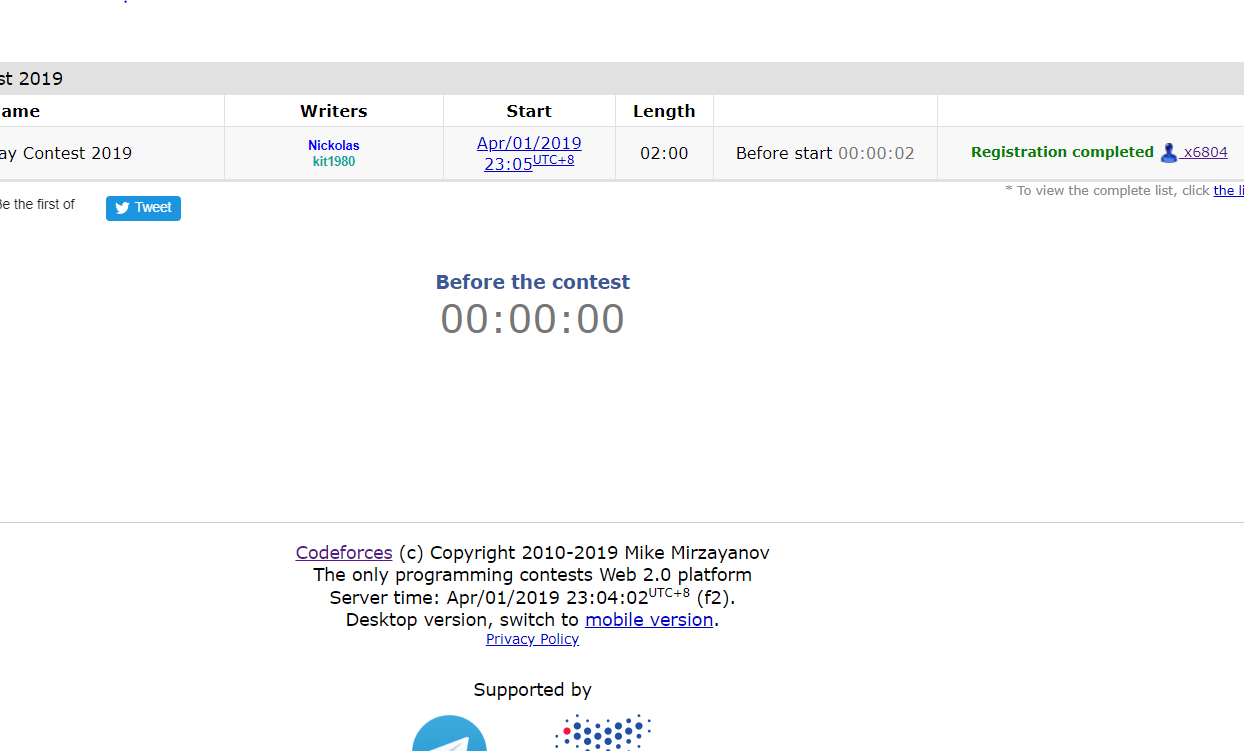 st 2019
ame Writers Start Length
Nickolas
kit1980
Apr/01/2019
23:05UTC+8
ay Contest 2019 02:00 Before start 00:00:02 Registration completed x6804
* To view the complete list, click the li
Be the first of Tweet
Before the contest
00:00:00
Codeforces (c) Copyright 2010-2019 Mike Mirzayanov
The only programming contests Web 2.0 platform
Server time: Apr/01/2019 23:04:02UTC+8 (f2).
Desktop version, switch to mobile version.
Privacy Policy
Supported by